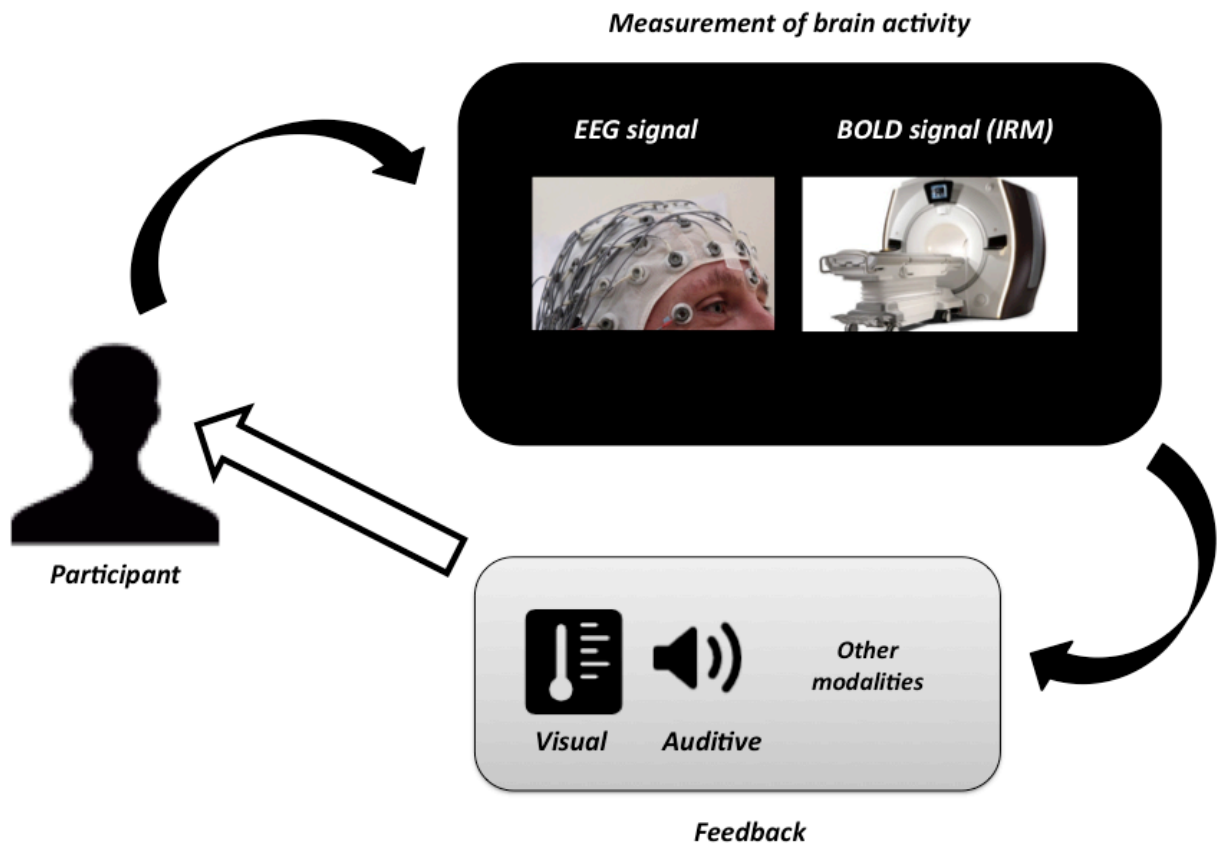 Measurement of brain activity
EEG signal
BOLD signal (IRM)
Participant
Other
modalities
Visual
Auditive
Feedback